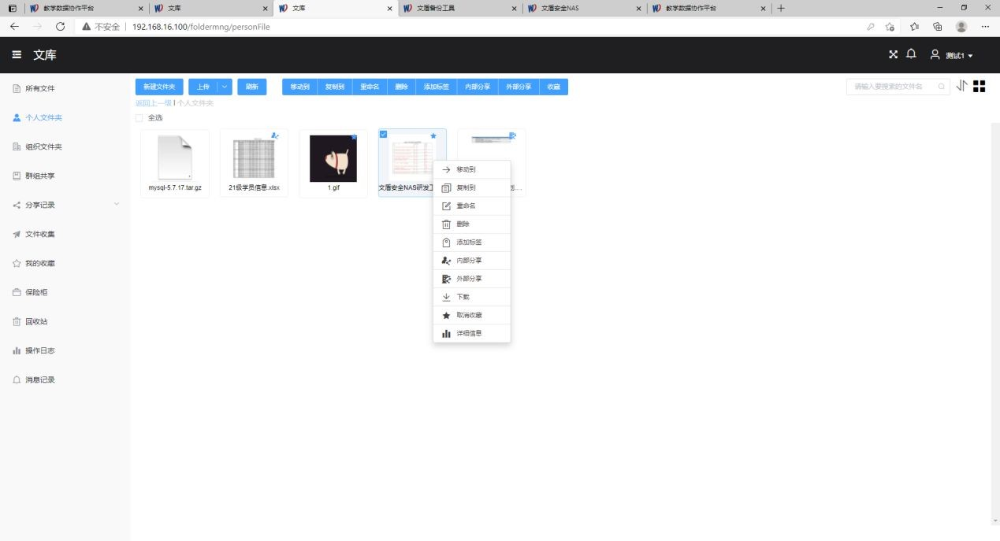 教学数据协作平台
文库
文库
文盾备份工具
文盾安全NAS
教学数据协作平台
不安全 | 192.168.16.100/foldermng/personFile
文库
测试1
所有文件
个人文件夹
组织文件夹
群组共享
分享记录
文件收集
我的收藏
保险柜
回收站
操作日志
消息记录
新建文件夹 上传 刷新 移动到 复制到 重命名 删除 添加标签 内部分享 外部分享 收藏
请输入要搜索的文件名
返回上一级 | 个人文件夹
全选
mysql-5.7.17.tar.gz
21级学员信息.xlsx
1.gif
文盾安全NAS研发工
划....
移动到
复制到
重命名
删除
添加标签
内部分享
外部分享
下载
取消收藏
详细信息